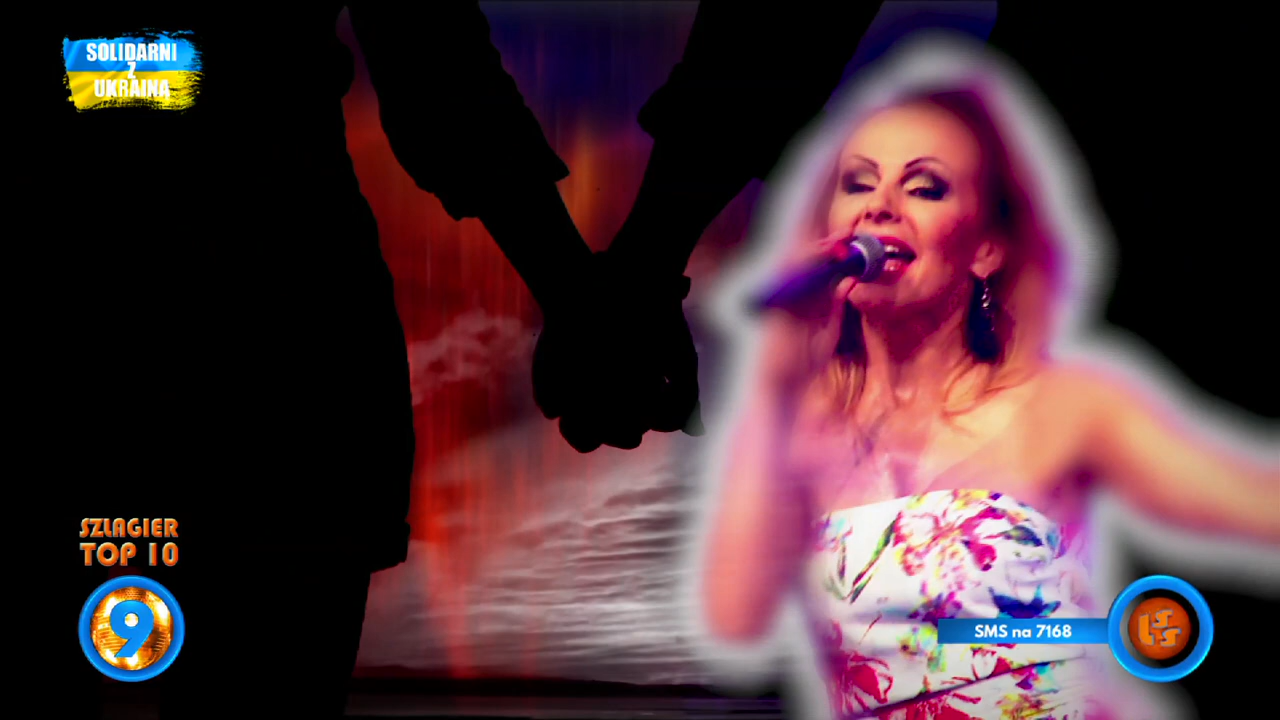 SOLIDARNI
Z
UKRAINĄ
SZLAGIER
TOP 10
9
SMS na 7168